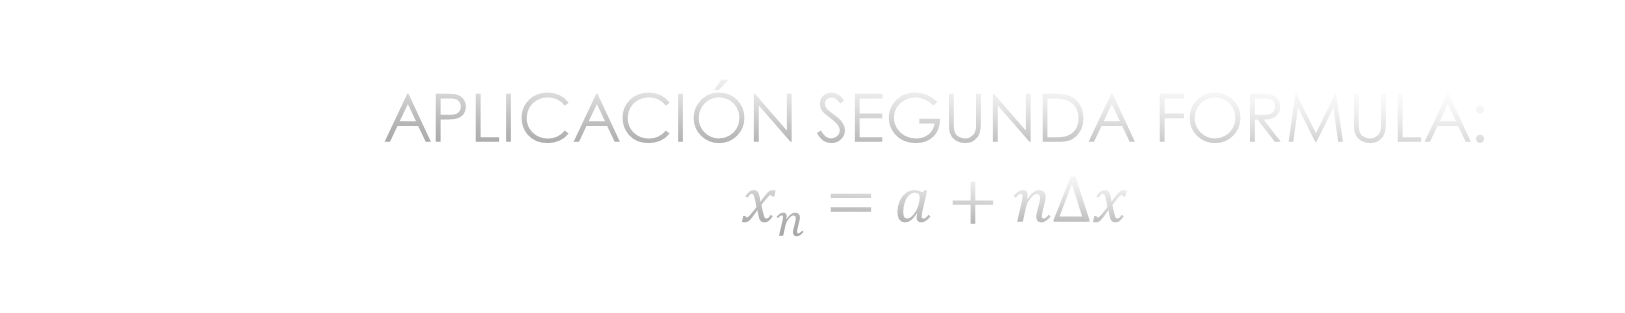 APLICACIÓN SEGUNDA FORMULA:
𝑥ₙ = 𝑎 + 𝑛Δ𝑥